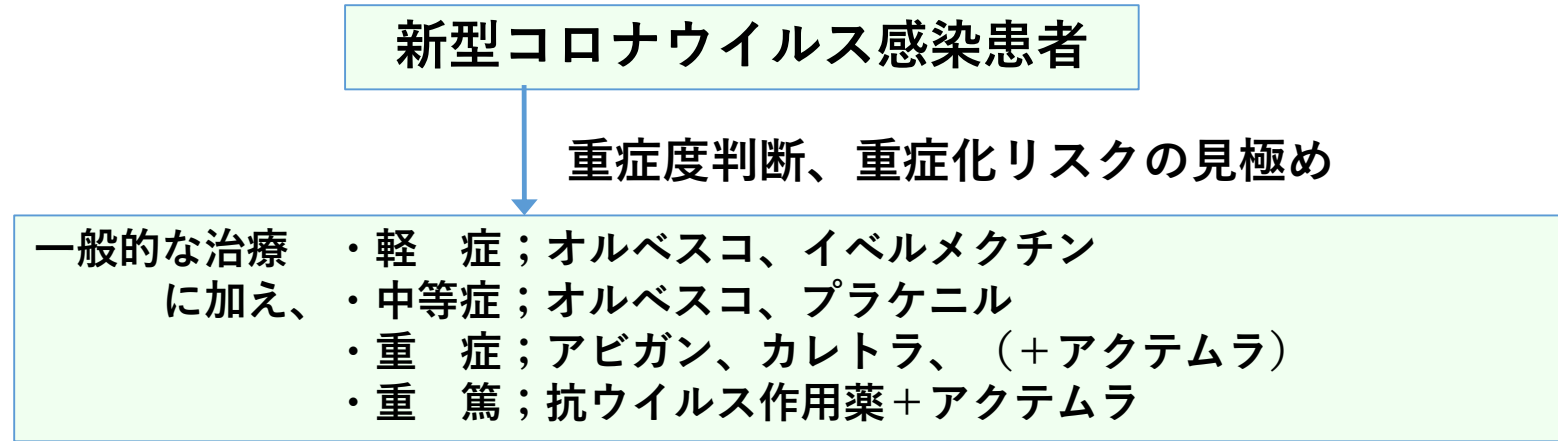 新型コロナウイルス感染患者
重症度判断、重症化リスクの見極め
一般的な治療　・軽　症；オルベスコ、イベルメクチン
に加え、・中等症；オルベスコ、プラケニル
・重　症；アビガン、カレトラ、（＋アクテムラ）
・重　篤；抗ウイルス作用薬＋アクテムラ